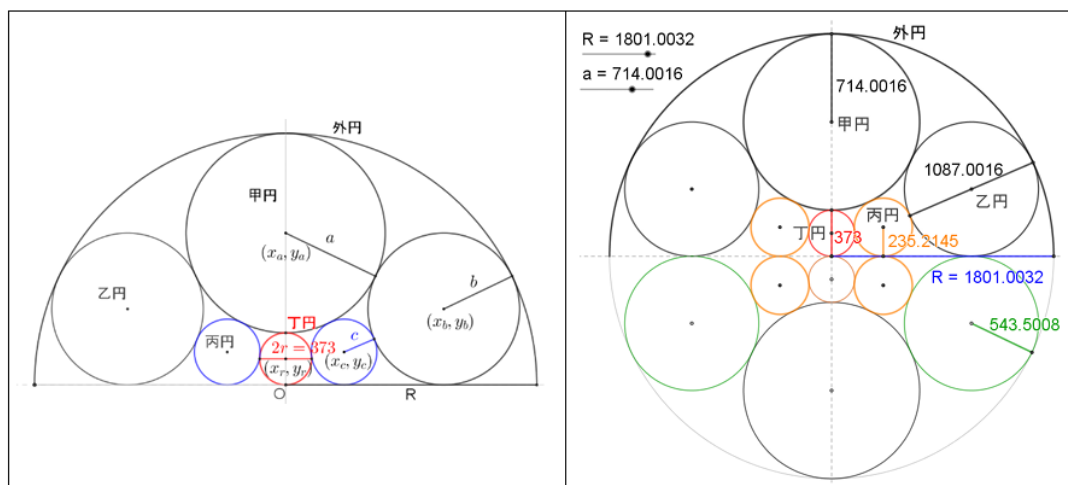 外円
甲円
a
(x_a, y_a)
乙円
b
(x_b, y_b)
丁円
丙円
2r = 373
c
(x_r, y_r)
(x_c, y_c)
O
R
R = 1801.0032
a = 714.0016
外円
714.0016
甲円
1087.0016
乙円
丙円
丁円
373
235.2145
R = 1801.0032
543.5008